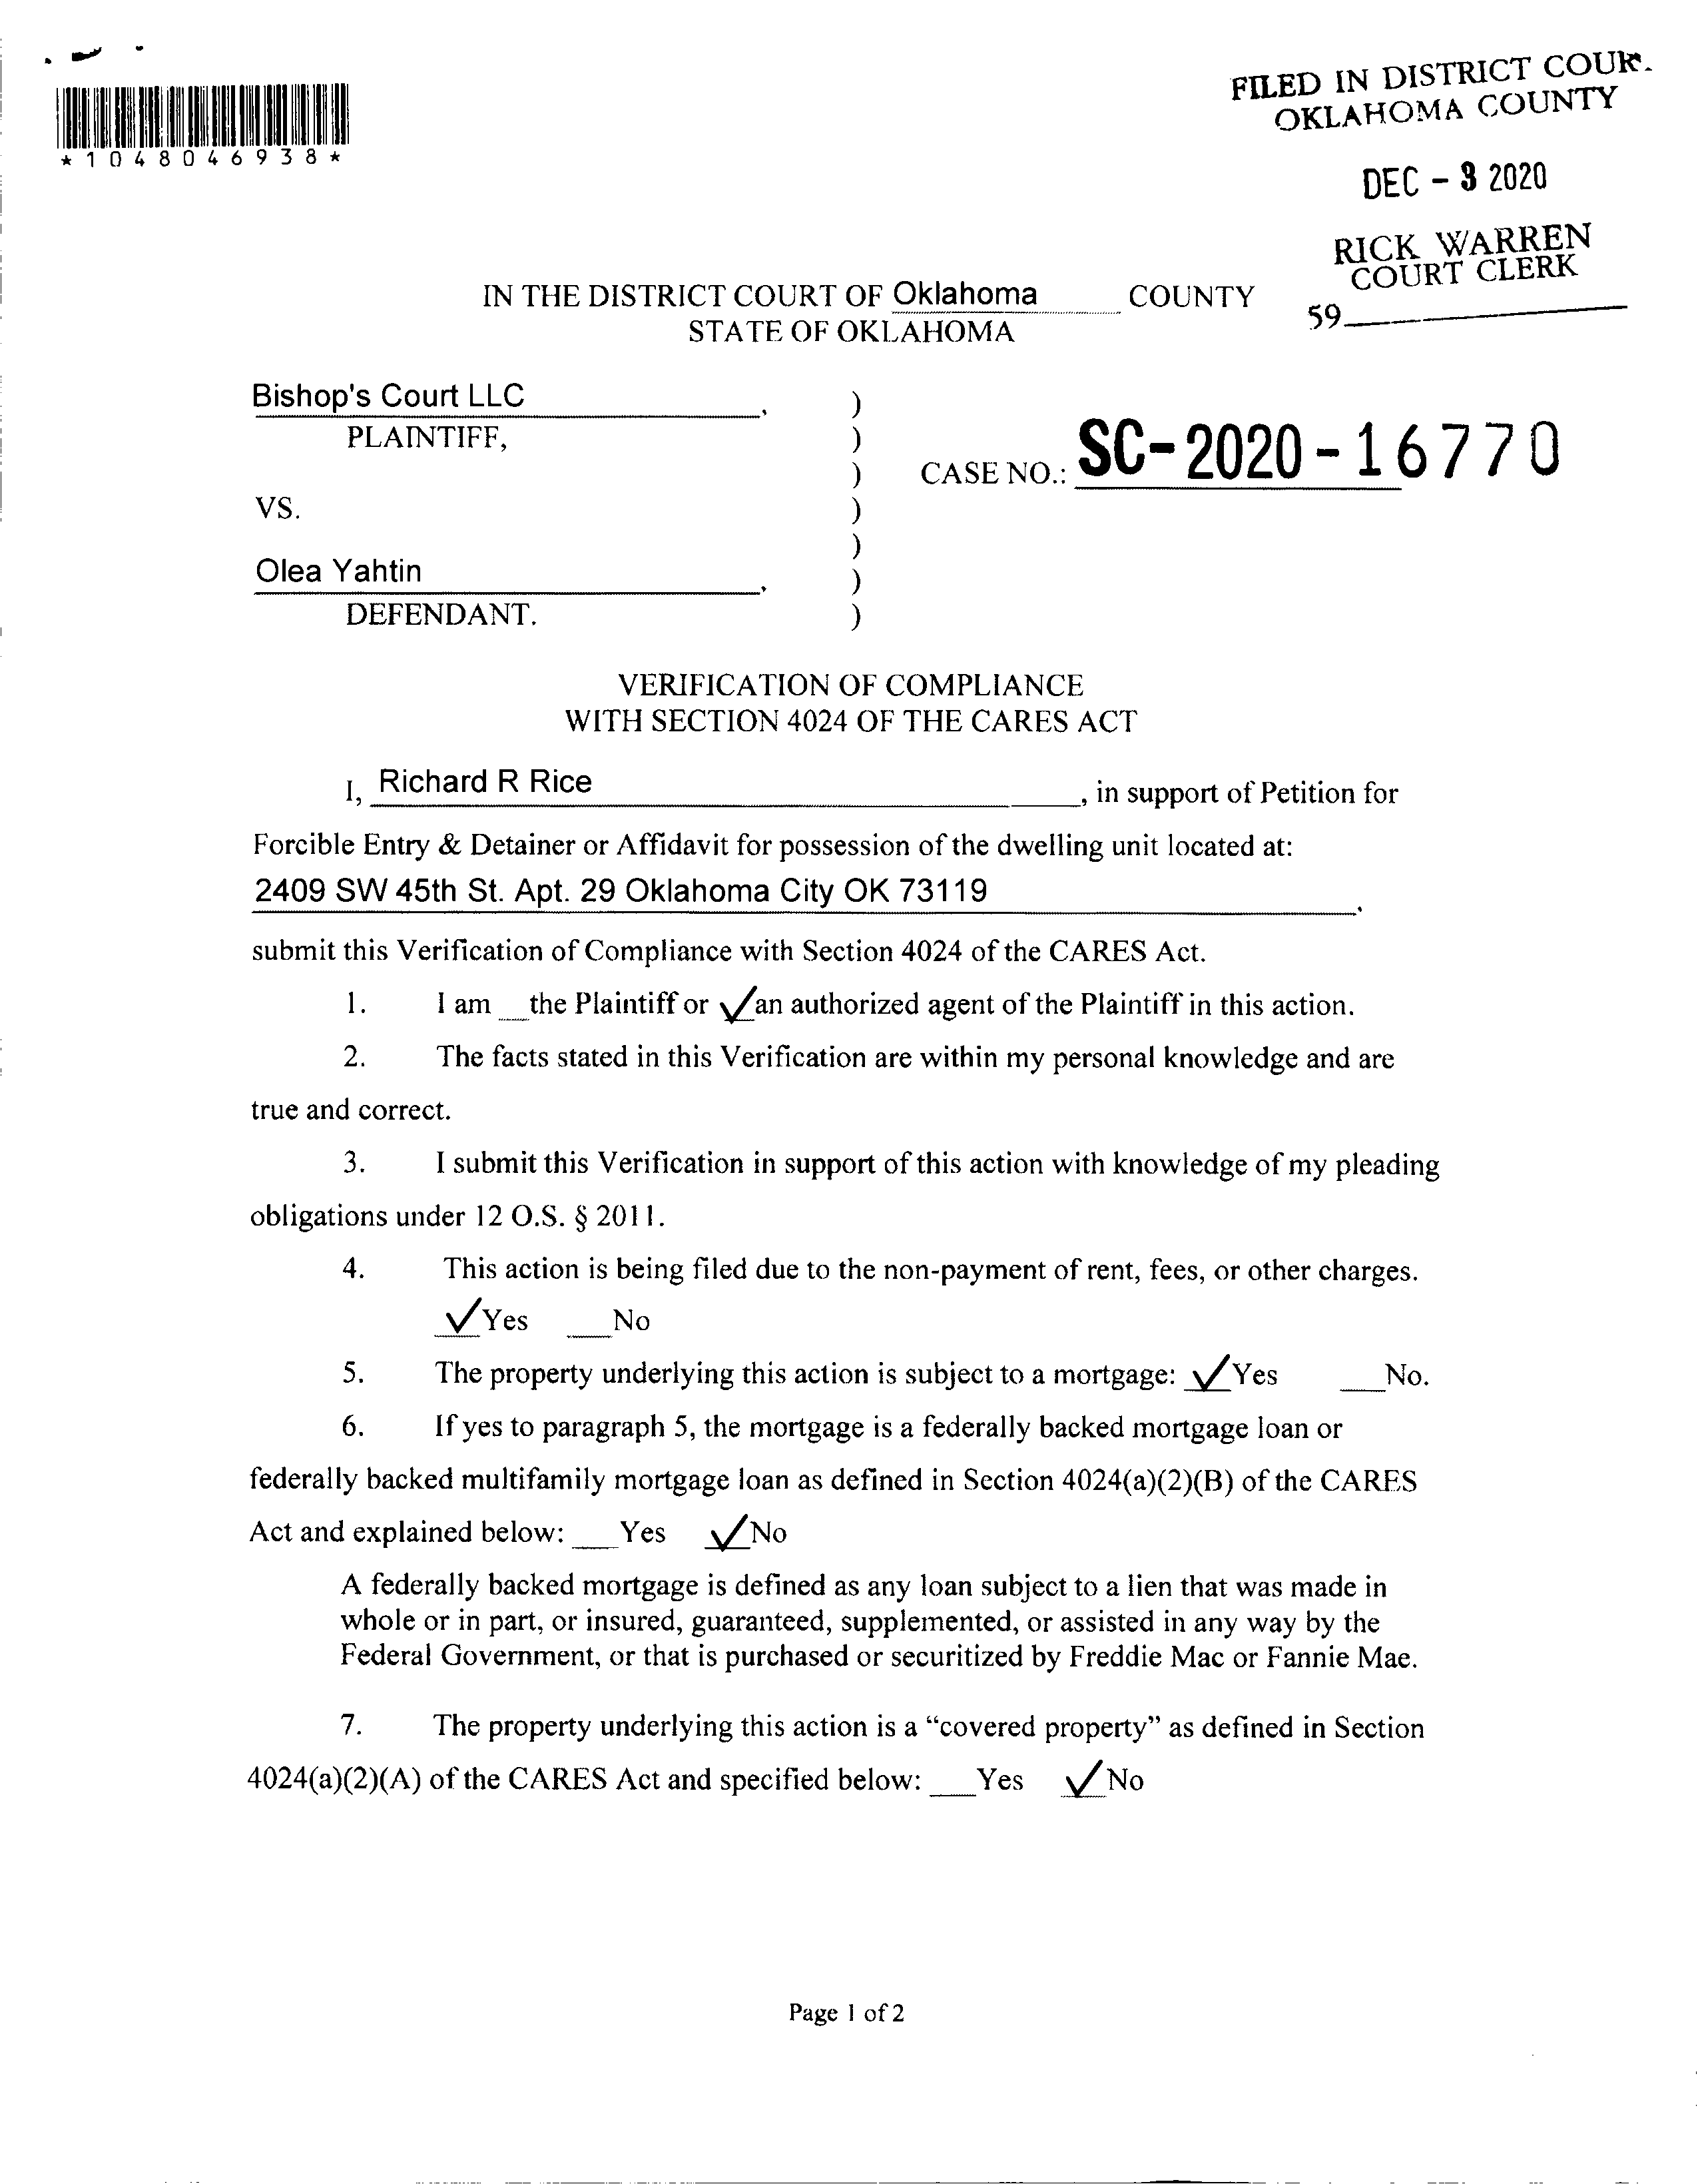 FILED IN DISTRICT COUR
OKLAHOMA COUNTY
*1048046938*
DEC - 3 2020
RICK WARREN
COURT CLERK
59
IN THE DISTRICT COURT OF Oklahoma COUNTY
STATE OF OKLAHOMA
Bishop's Court LLC, )
PLAINTIFF, )
) CASE NO.: SC-2020-16770
VS. )
)
Olea Yahtin, )
DEFENDANT. )
VERIFICATION OF COMPLIANCE
WITH SECTION 4024 OF THE CARES ACT
I, Richard R Rice, in support of Petition for
Forcible Entry & Detainer or Affidavit for possession of the dwelling unit located at:
2409 SW 45th St. Apt. 29 Oklahoma City OK 73119.
submit this Verification of Compliance with Section 4024 of the CARES Act.
1. I am __the Plaintiff or ✓an authorized agent of the Plaintiff in this action.
2. The facts stated in this Verification are within my personal knowledge and are
true and correct.
3. I submit this Verification in support of this action with knowledge of my pleading
obligations under 12 O.S. § 2011.
4. This action is being filed due to the non-payment of rent, fees, or other charges.
✓Yes ___No
5. The property underlying this action is subject to a mortgage: ✓Yes ___No.
6. If yes to paragraph 5, the mortgage is a federally backed mortgage loan or
federally backed multifamily mortgage loan as defined in Section 4024(a)(2)(B) of the CARES
Act and explained below: ___Yes ✓No
A federally backed mortgage is defined as any loan subject to a lien that was made in
whole or in part, or insured, guaranteed, supplemented, or assisted in any way by the
Federal Government, or that is purchased or securitized by Freddie Mac or Fannie Mae.
7. The property underlying this action is a “covered property” as defined in Section
4024(a)(2)(A) of the CARES Act and specified below: ___Yes ✓No
Page 1 of 2